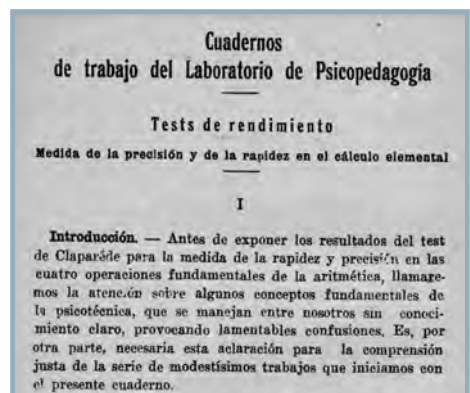 Cuadernos
de trabajo del Laboratorio de Psicopedagogía
Tests de rendimiento
Medida de la precisión y de la rapidez en el cálculo elemental
I
Introducción. — Antes de exponer los resultados del test
de Claparéde para la medida de la rapidez y precisión en las
cuatro operaciones fundamentales de la aritmética, llamare-
mos la atención sobre algunos conceptos fundamentales de
la psicotécnica, que se manejan entre nosotros sin conoci-
miento claro, provocando lamentables confusiones. Es, por
otra parte, necesaria esta aclaración para la comprensión
justa de la serie de modestísimos trabajos que iniciamos con
el presente cuaderno.